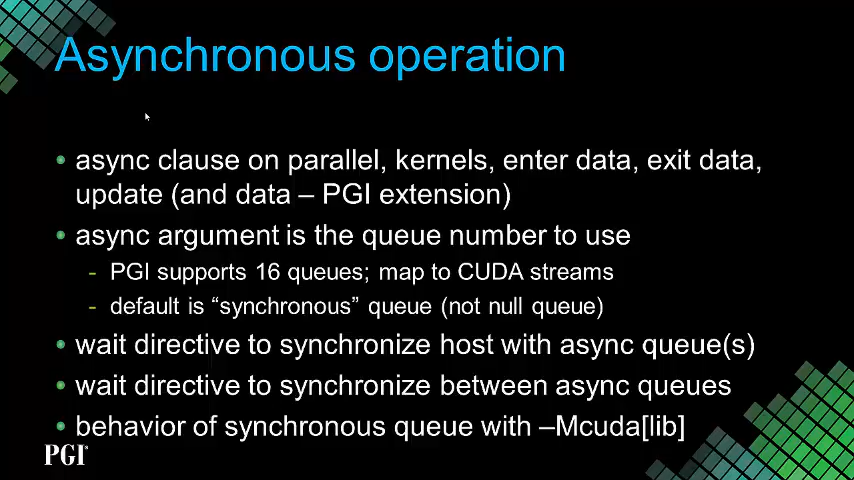 Asynchronous operation
• async clause on parallel, kernels, enter data, exit data,
update (and data – PGI extension)
• async argument is the queue number to use
- PGI supports 16 queues; map to CUDA streams
- default is “synchronous” queue (not null queue)
• wait directive to synchronize host with async queue(s)
• wait directive to synchronize between async queues
• behavior of synchronous queue with –Mcuda[lib]
PGI